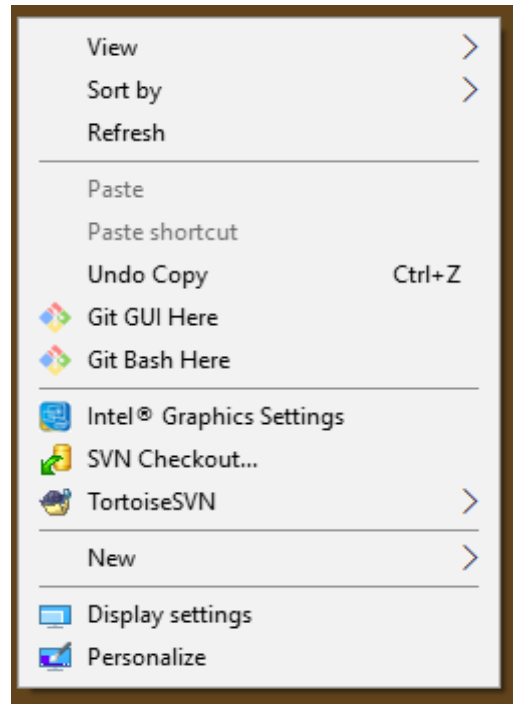 View
Sort by
Refresh
Paste
Paste shortcut
Undo Copy Ctrl+Z
Git GUI Here
Git Bash Here
Intel® Graphics Settings
SVN Checkout...
TortoiseSVN
New
Display settings
Personalize